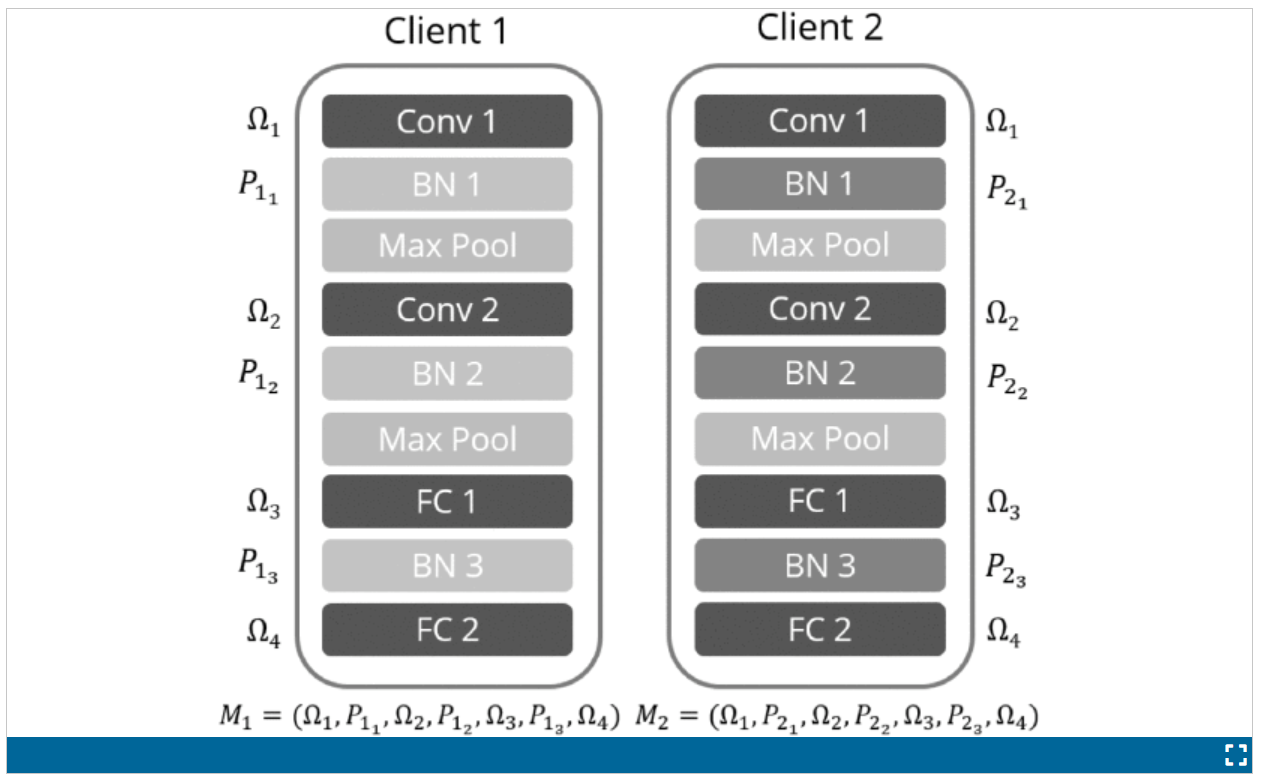 Client 1 Client 2
Ω₁ Conv 1 Conv 1 Ω₁
P₁₁ BN 1 BN 1 P₂₁
Max Pool Max Pool
Ω₂ Conv 2 Conv 2 Ω₂
P₁₂ BN 2 BN 2 P₂₂
Max Pool Max Pool
Ω₃ FC 1 FC 1 Ω₃
P₁₃ BN 3 BN 3 P₂₃
Ω₄ FC 2 FC 2 Ω₄
M₁ = (Ω₁, P₁₁, Ω₂, P₁₂, Ω₃, P₁₃, Ω₄) M₂ = (Ω₁, P₂₁, Ω₂, P₂₂, Ω₃, P₂₃, Ω₄)